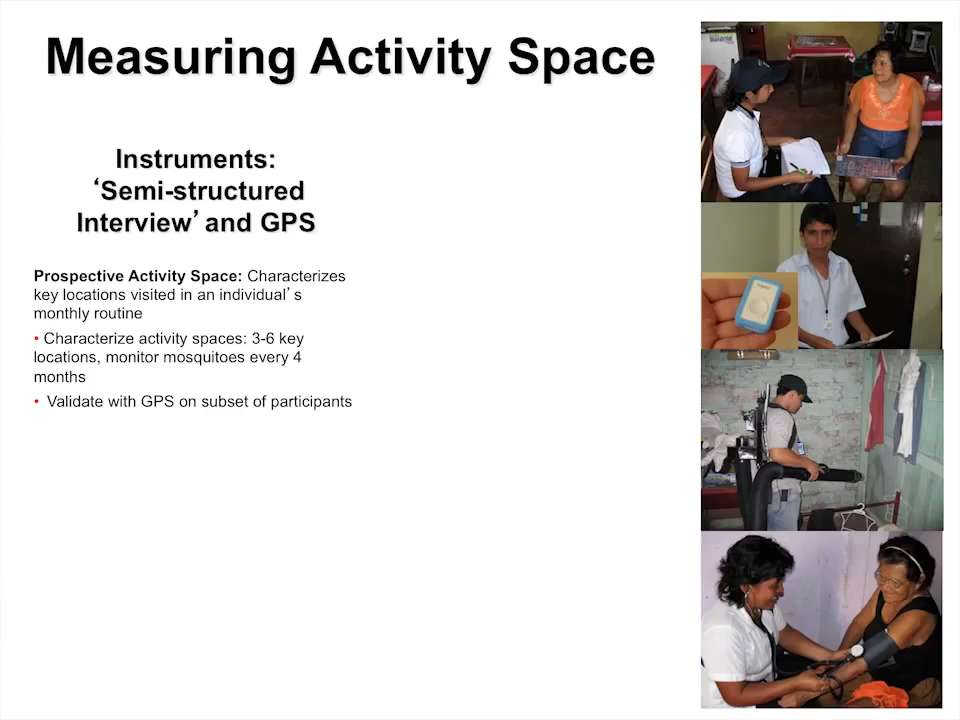 Measuring Activity Space
Instruments:
‘Semi-structured
Interview’ and GPS
Prospective Activity Space: Characterizes
key locations visited in an individual’s
monthly routine
• Characterize activity spaces: 3-6 key
locations, monitor mosquitoes every 4
months
• Validate with GPS on subset of participants